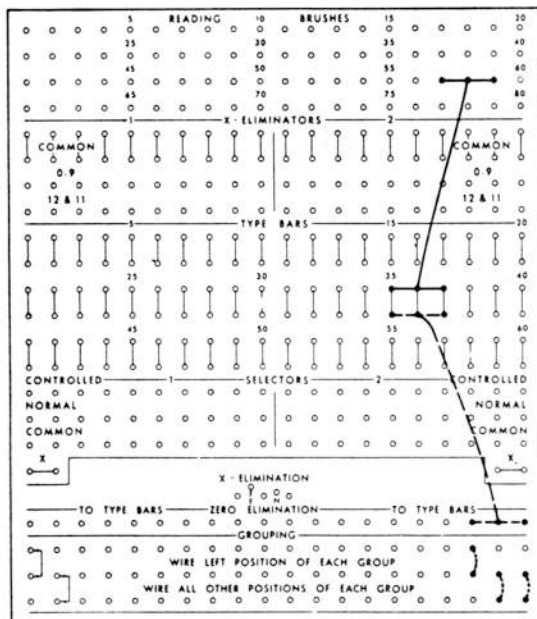 5 READING 10 BRUSHES 15 20
25 30 35 40
45 50 55 60
65 70 75 80
1 X-ELIMINATORS 2
COMMON COMMON
0-9 0-9
12 & 11 12 & 11
5 TYPE BARS 15 20
25 30 35 40
45 50 55 60
CONTROLLED 1 SELECTORS 2 CONTROLLED
NORMAL NORMAL
COMMON COMMON
X X
X-ELIMINATION
F N
TO TYPE BARS ZERO ELIMINATION TO TYPE BARS
GROUPING
WIRE LEFT POSITION OF EACH GROUP
WIRE ALL OTHER POSITIONS OF EACH GROUP